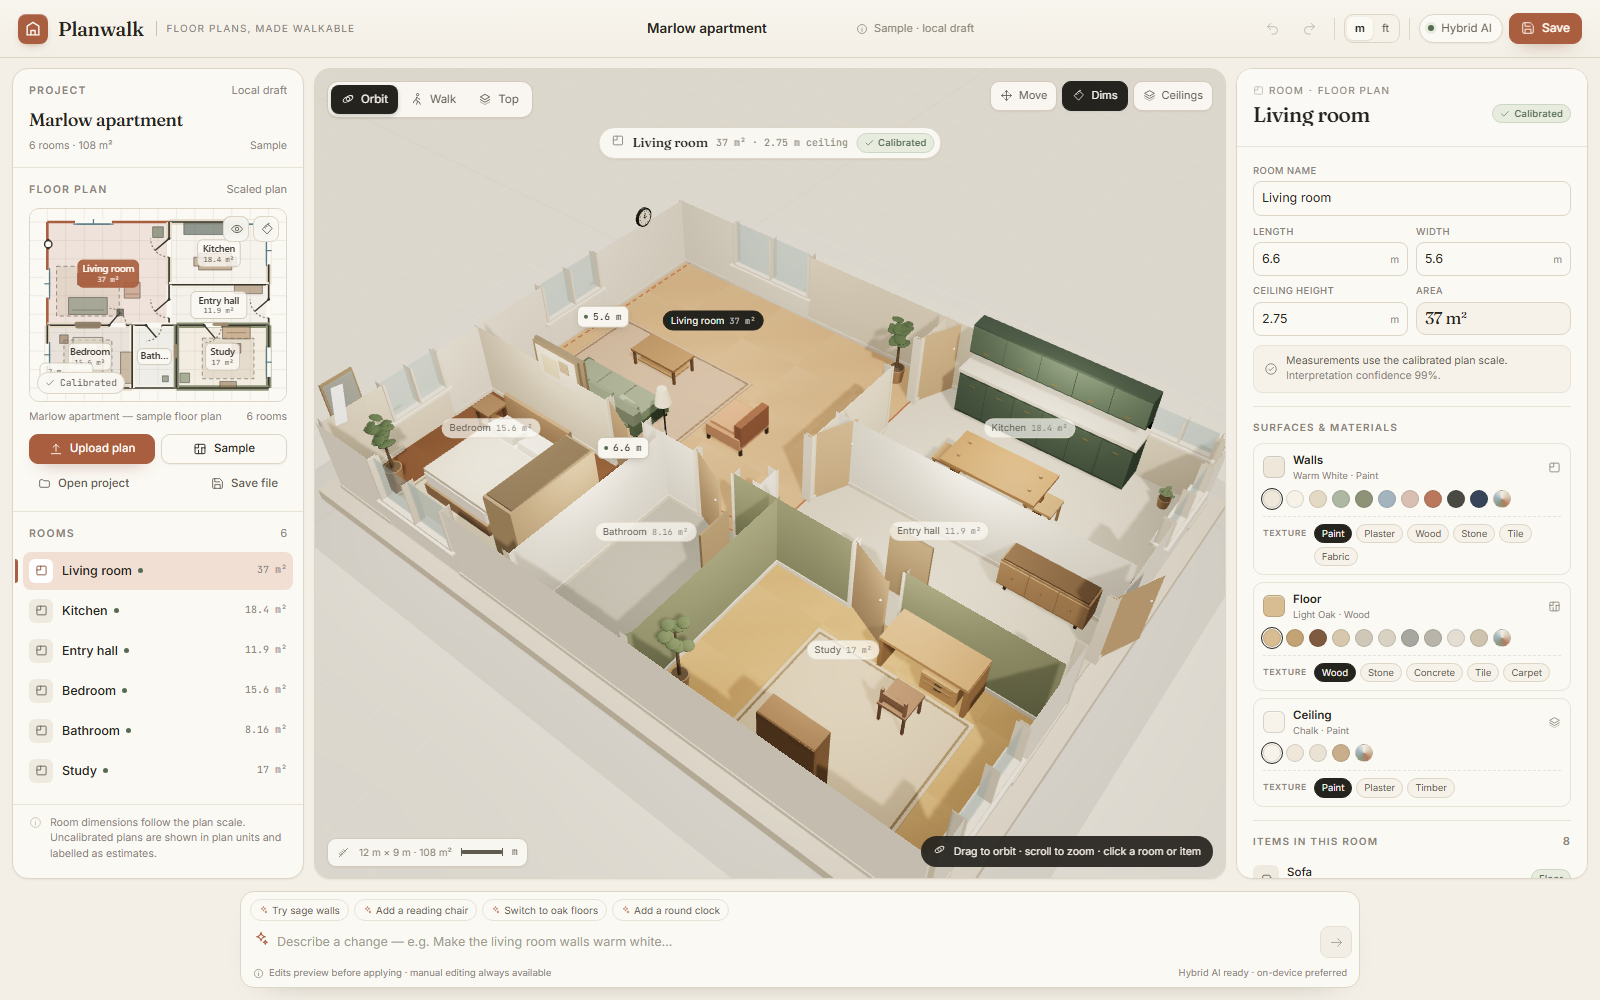 Planwalk
FLOOR PLANS, MADE WALKABLE
Marlow apartment
Sample · local draft
m
ft
Hybrid AI
Save
PROJECT
Local draft
Marlow apartment
6 rooms · 108 m²
Sample
FLOOR PLAN
Scaled plan
Living room
37 m²
Kitchen
18.4 m²
Entry hall
11.9 m²
Bedroom
15.6 m²
Bath...
Study
17 m²
Calibrated
Marlow apartment — sample floor plan
6 rooms
Upload plan
Sample
Open project
Save file
ROOMS
6
Living room
37 m²
Kitchen
18.4 m²
Entry hall
11.9 m²
Bedroom
15.6 m²
Bathroom
8.16 m²
Study
17 m²
Room dimensions follow the plan scale.
Uncalibrated plans are shown in plan units and
labelled as estimates.
Orbit
Walk
Top
Move
Dims
Ceilings
Living room 37 m² · 2.75 m ceiling
Calibrated
5.6 m
Living room 37 m²
Bedroom 15.6 m²
6.6 m
Kitchen 18.4 m²
Bathroom 8.16 m²
Entry hall 11.9 m²
Study 17 m²
12 m × 9 m · 108 m²
m
Drag to orbit · scroll to zoom · click a room or item
ROOM · FLOOR PLAN
Living room
Calibrated
ROOM NAME
Living room
LENGTH
WIDTH
6.6 m
5.6 m
CEILING HEIGHT
AREA
2.75 m
37 m²
Measurements use the calibrated plan scale.
Interpretation confidence 99%.
SURFACES & MATERIALS
Walls
Warm White · Paint
TEXTURE
Paint
Plaster
Wood
Stone
Tile
Fabric
Floor
Light Oak · Wood
TEXTURE
Wood
Stone
Concrete
Tile
Carpet
Ceiling
Chalk · Paint
TEXTURE
Paint
Plaster
Timber
ITEMS IN THIS ROOM
8
Sofa
Floor
Try sage walls
Add a reading chair
Switch to oak floors
Add a round clock
Describe a change — e.g. Make the living room walls warm white...
Edits preview before applying · manual editing always available
Hybrid AI ready · on-device preferred